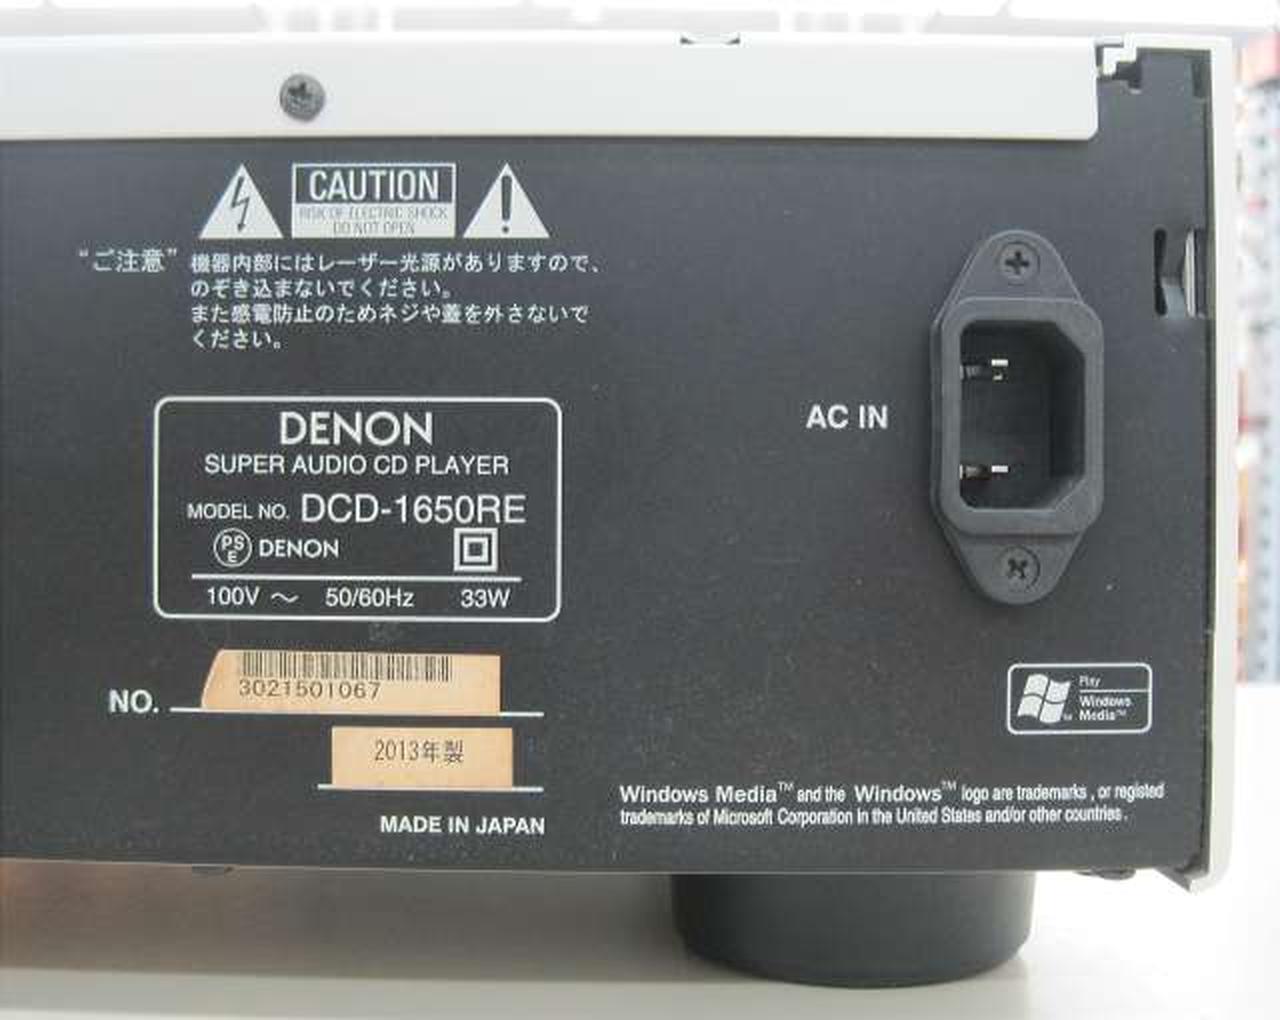 CAUTION
RISK OF ELECTRIC SHOCK
DO NOT OPEN
“ご注意” 機器内部にはレーザー光源がありますので、
のぞき込まないでください。
また感電防止のためネジや蓋を外さないで
ください。
DENON
SUPER AUDIO CD PLAYER
MODEL NO. DCD-1650RE
PSE DENON
100V ～ 50/60Hz 33W
AC IN
NO. 3021501067
2013年製
MADE IN JAPAN
Play
Windows
Media™
Windows Media™ and the Windows™ logo are trademarks, or registed
trademarks of Microsoft Corporation in the United States and/or other countries.